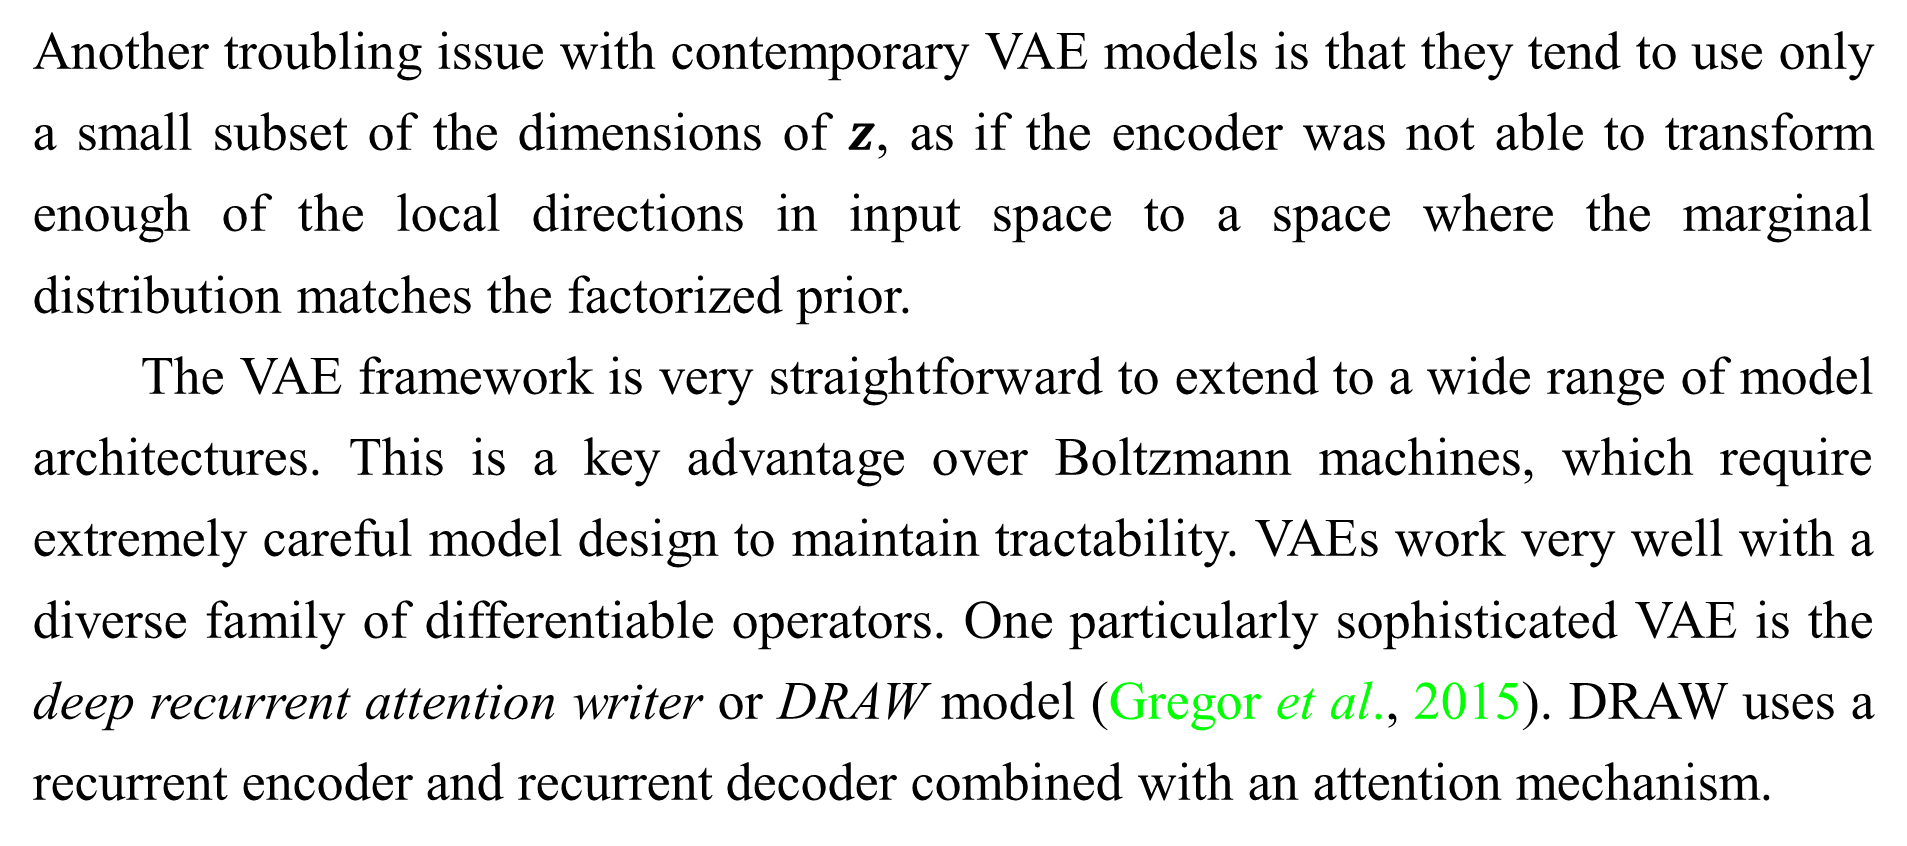 Another troubling issue with contemporary VAE models is that they tend to use only
a small subset of the dimensions of z, as if the encoder was not able to transform
enough of the local directions in input space to a space where the marginal
distribution matches the factorized prior.
The VAE framework is very straightforward to extend to a wide range of model
architectures. This is a key advantage over Boltzmann machines, which require
extremely careful model design to maintain tractability. VAEs work very well with a
diverse family of differentiable operators. One particularly sophisticated VAE is the
deep recurrent attention writer or DRAW model (Gregor et al., 2015). DRAW uses a
recurrent encoder and recurrent decoder combined with an attention mechanism.